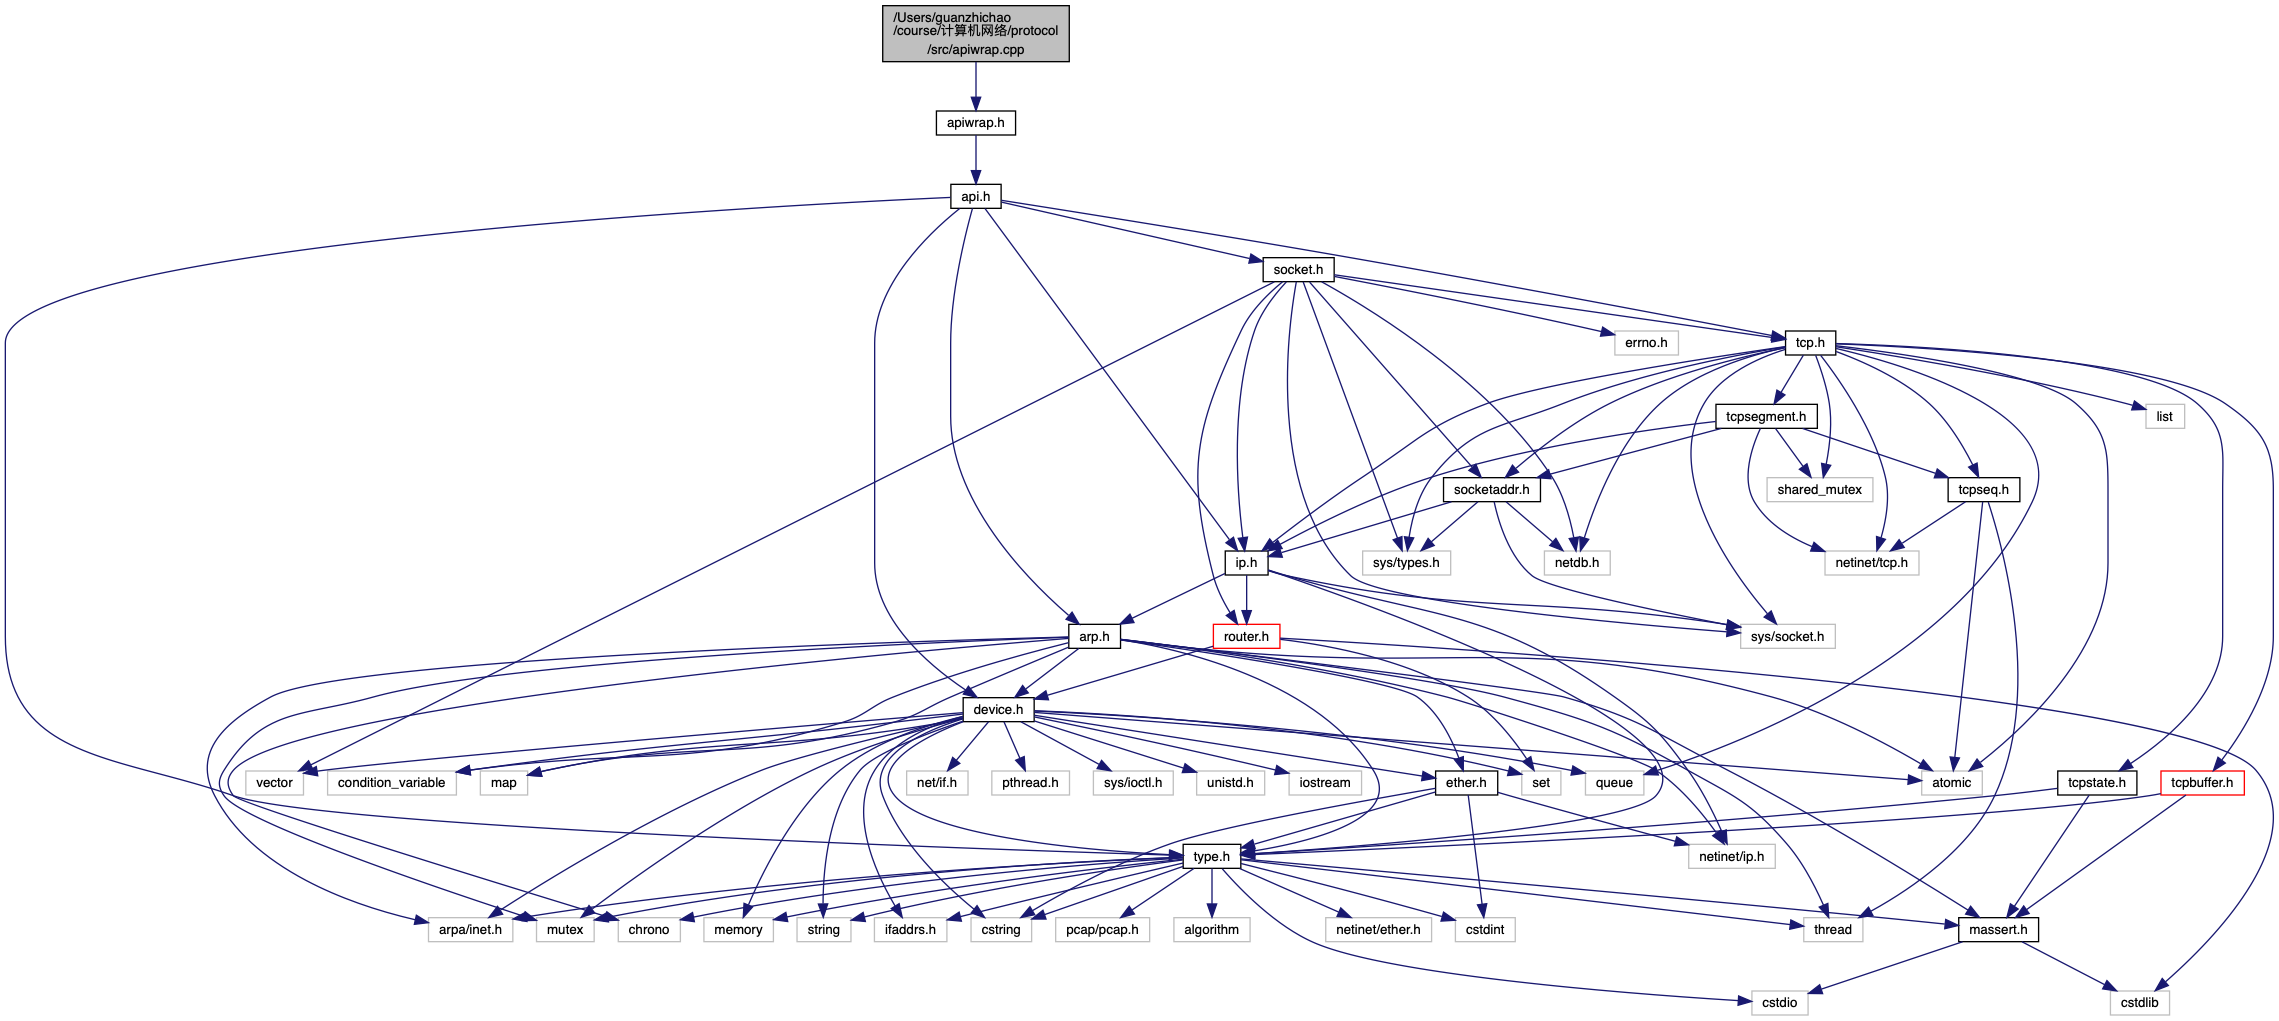 /Users/guanzhichao
/course/计算机网络/protocol
/src/apiwrap.cpp
apiwrap.h
api.h
socket.h
errno.h
tcp.h
tcpsegment.h
list
socketaddr.h
shared_mutex
tcpseq.h
ip.h
sys/types.h
netdb.h
netinet/tcp.h
arp.h
router.h
sys/socket.h
device.h
vector
condition_variable
map
net/if.h
pthread.h
sys/ioctl.h
unistd.h
iostream
ether.h
set
queue
atomic
tcpstate.h
tcpbuffer.h
type.h
netinet/ip.h
arpa/inet.h
mutex
chrono
memory
string
ifaddrs.h
cstring
pcap/pcap.h
algorithm
netinet/ether.h
cstdint
thread
massert.h
cstdio
cstdlib